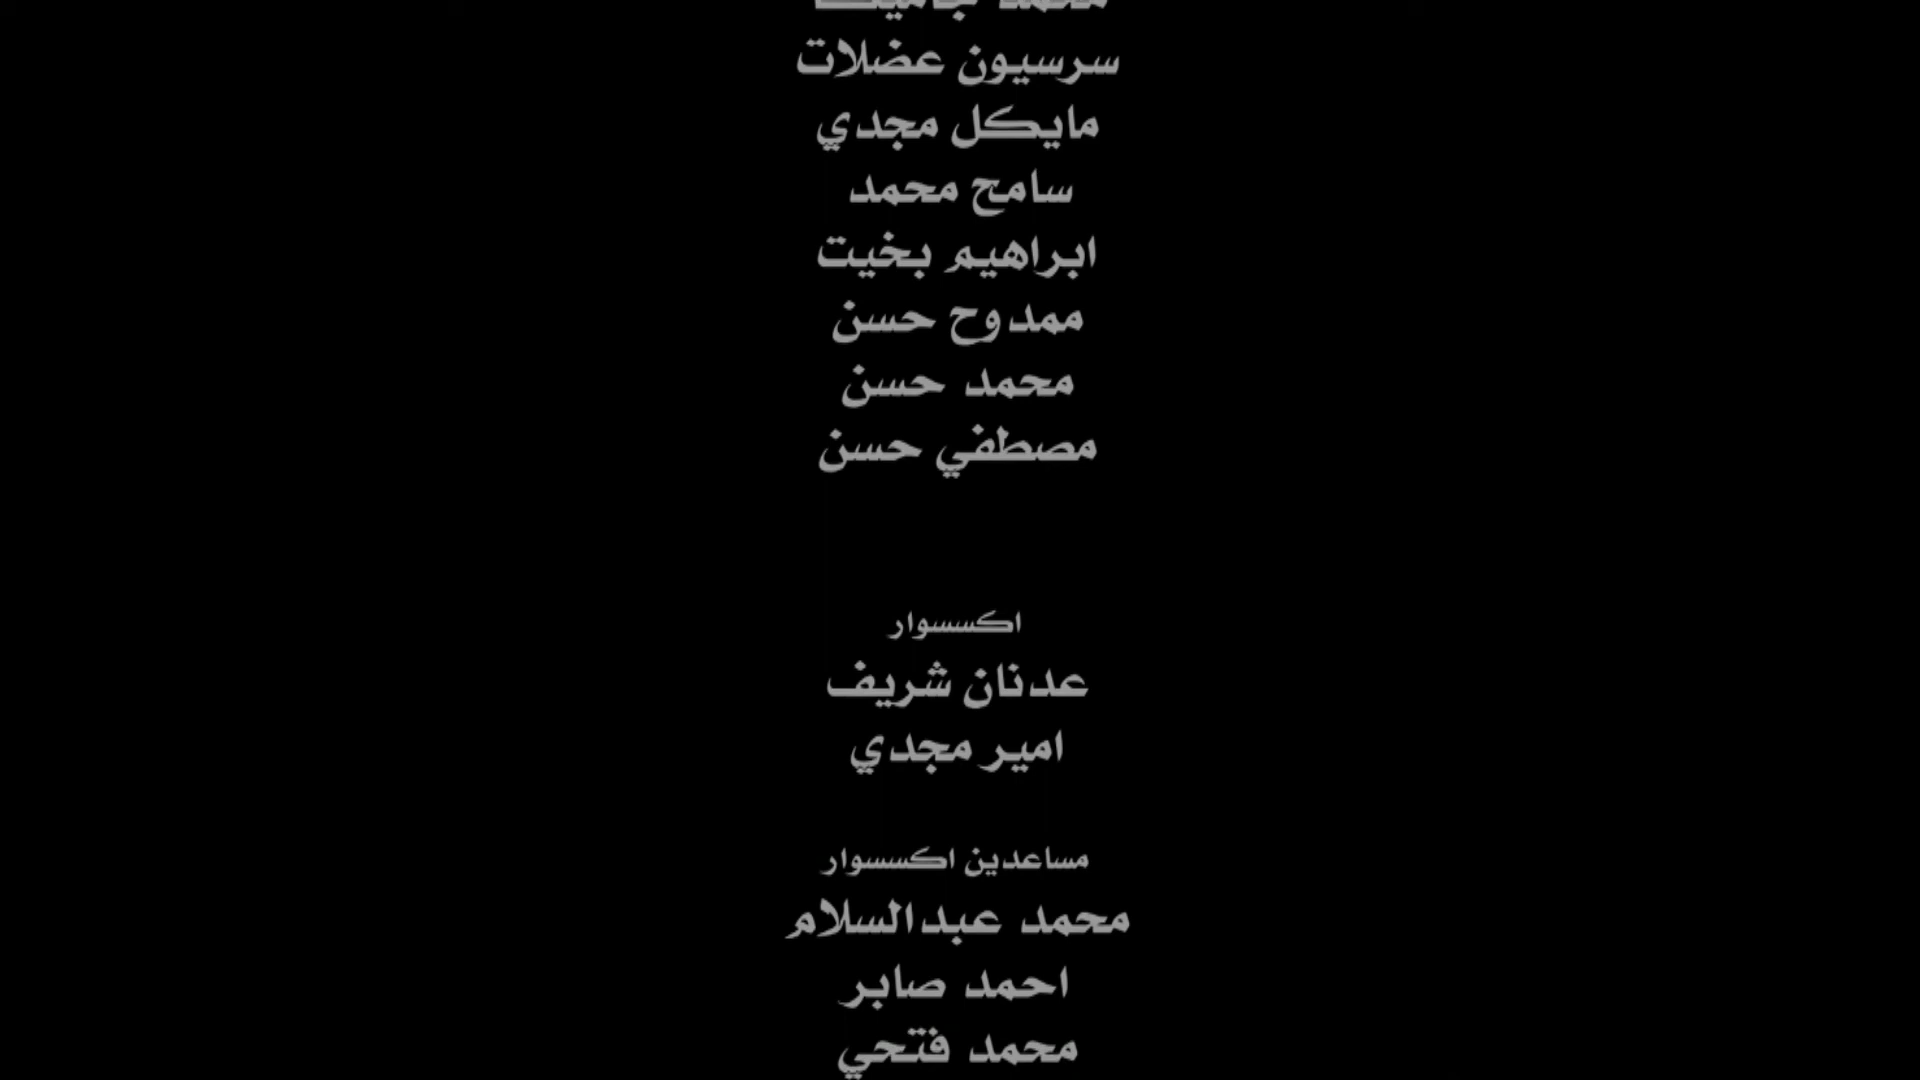 محمد
سرسيون عضلات
مايكل مجدي
سامح محمد
ابراهيم بخيت
ممدوح حسن
محمد حسن
مصطفي حسن
اكسسوار
عدنان شريف
امير مجدي
مساعدين اكسسوار
محمد عبدالسلام
احمد صابر
محمد فتحي